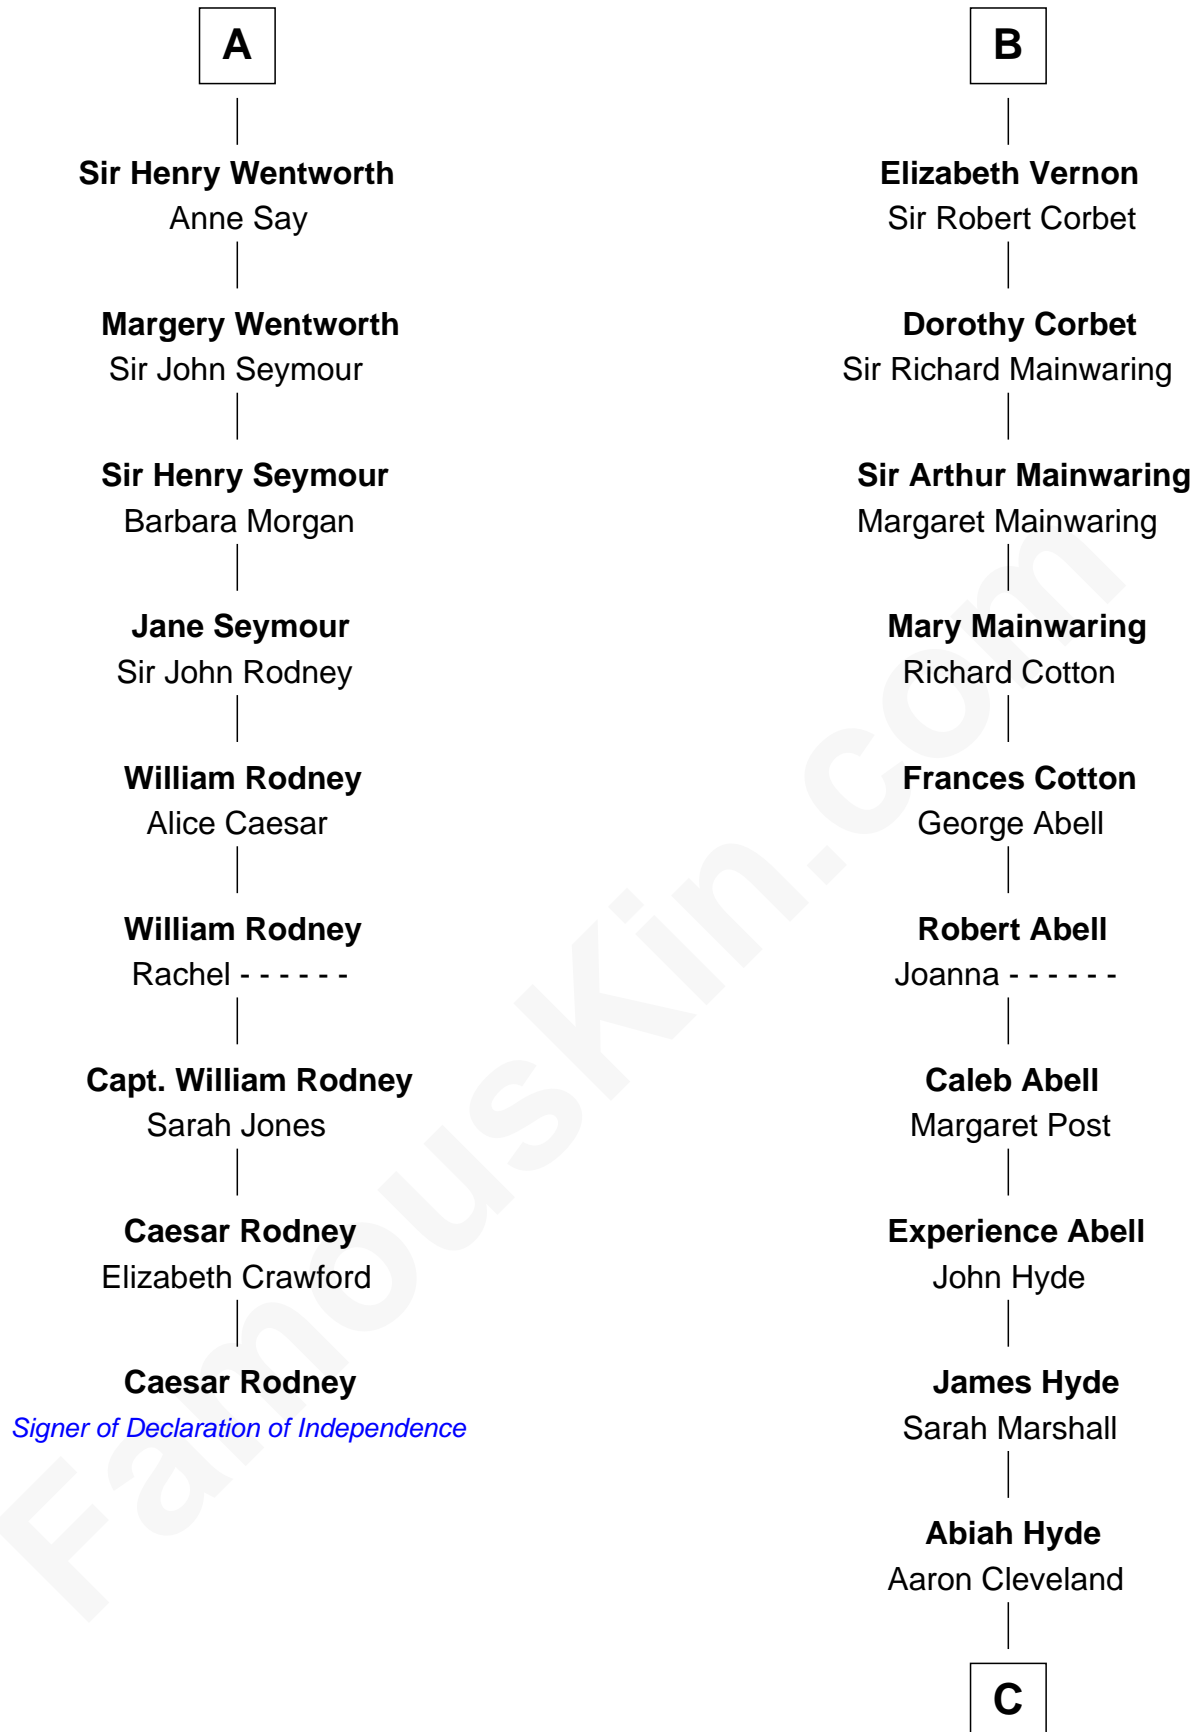 A
Sir Henry Wentworth
Anne Say
Margery Wentworth
Sir John Seymour
Sir Henry Seymour
Barbara Morgan
Jane Seymour
Sir John Rodney
William Rodney
Alice Caesar
William Rodney
Rachel - - - - - -
Capt. William Rodney
Sarah Jones
Caesar Rodney
Elizabeth Crawford
Caesar Rodney
Signer of Declaration of Independence
B
Elizabeth Vernon
Sir Robert Corbet
Dorothy Corbet
Sir Richard Mainwaring
Sir Arthur Mainwaring
Margaret Mainwaring
Mary Mainwaring
Richard Cotton
Frances Cotton
George Abell
Robert Abell
Joanna - - - - - -
Caleb Abell
Margaret Post
Experience Abell
John Hyde
James Hyde
Sarah Marshall
Abiah Hyde
Aaron Cleveland
C
FamousKin.com